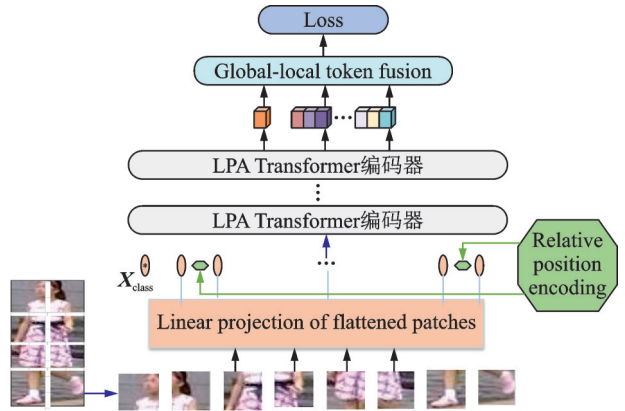 Loss
Global-local token fusion
LPA Transformer编码器
LPA Transformer编码器
Relative
position
encoding
X_class
Linear projection of flattened patches